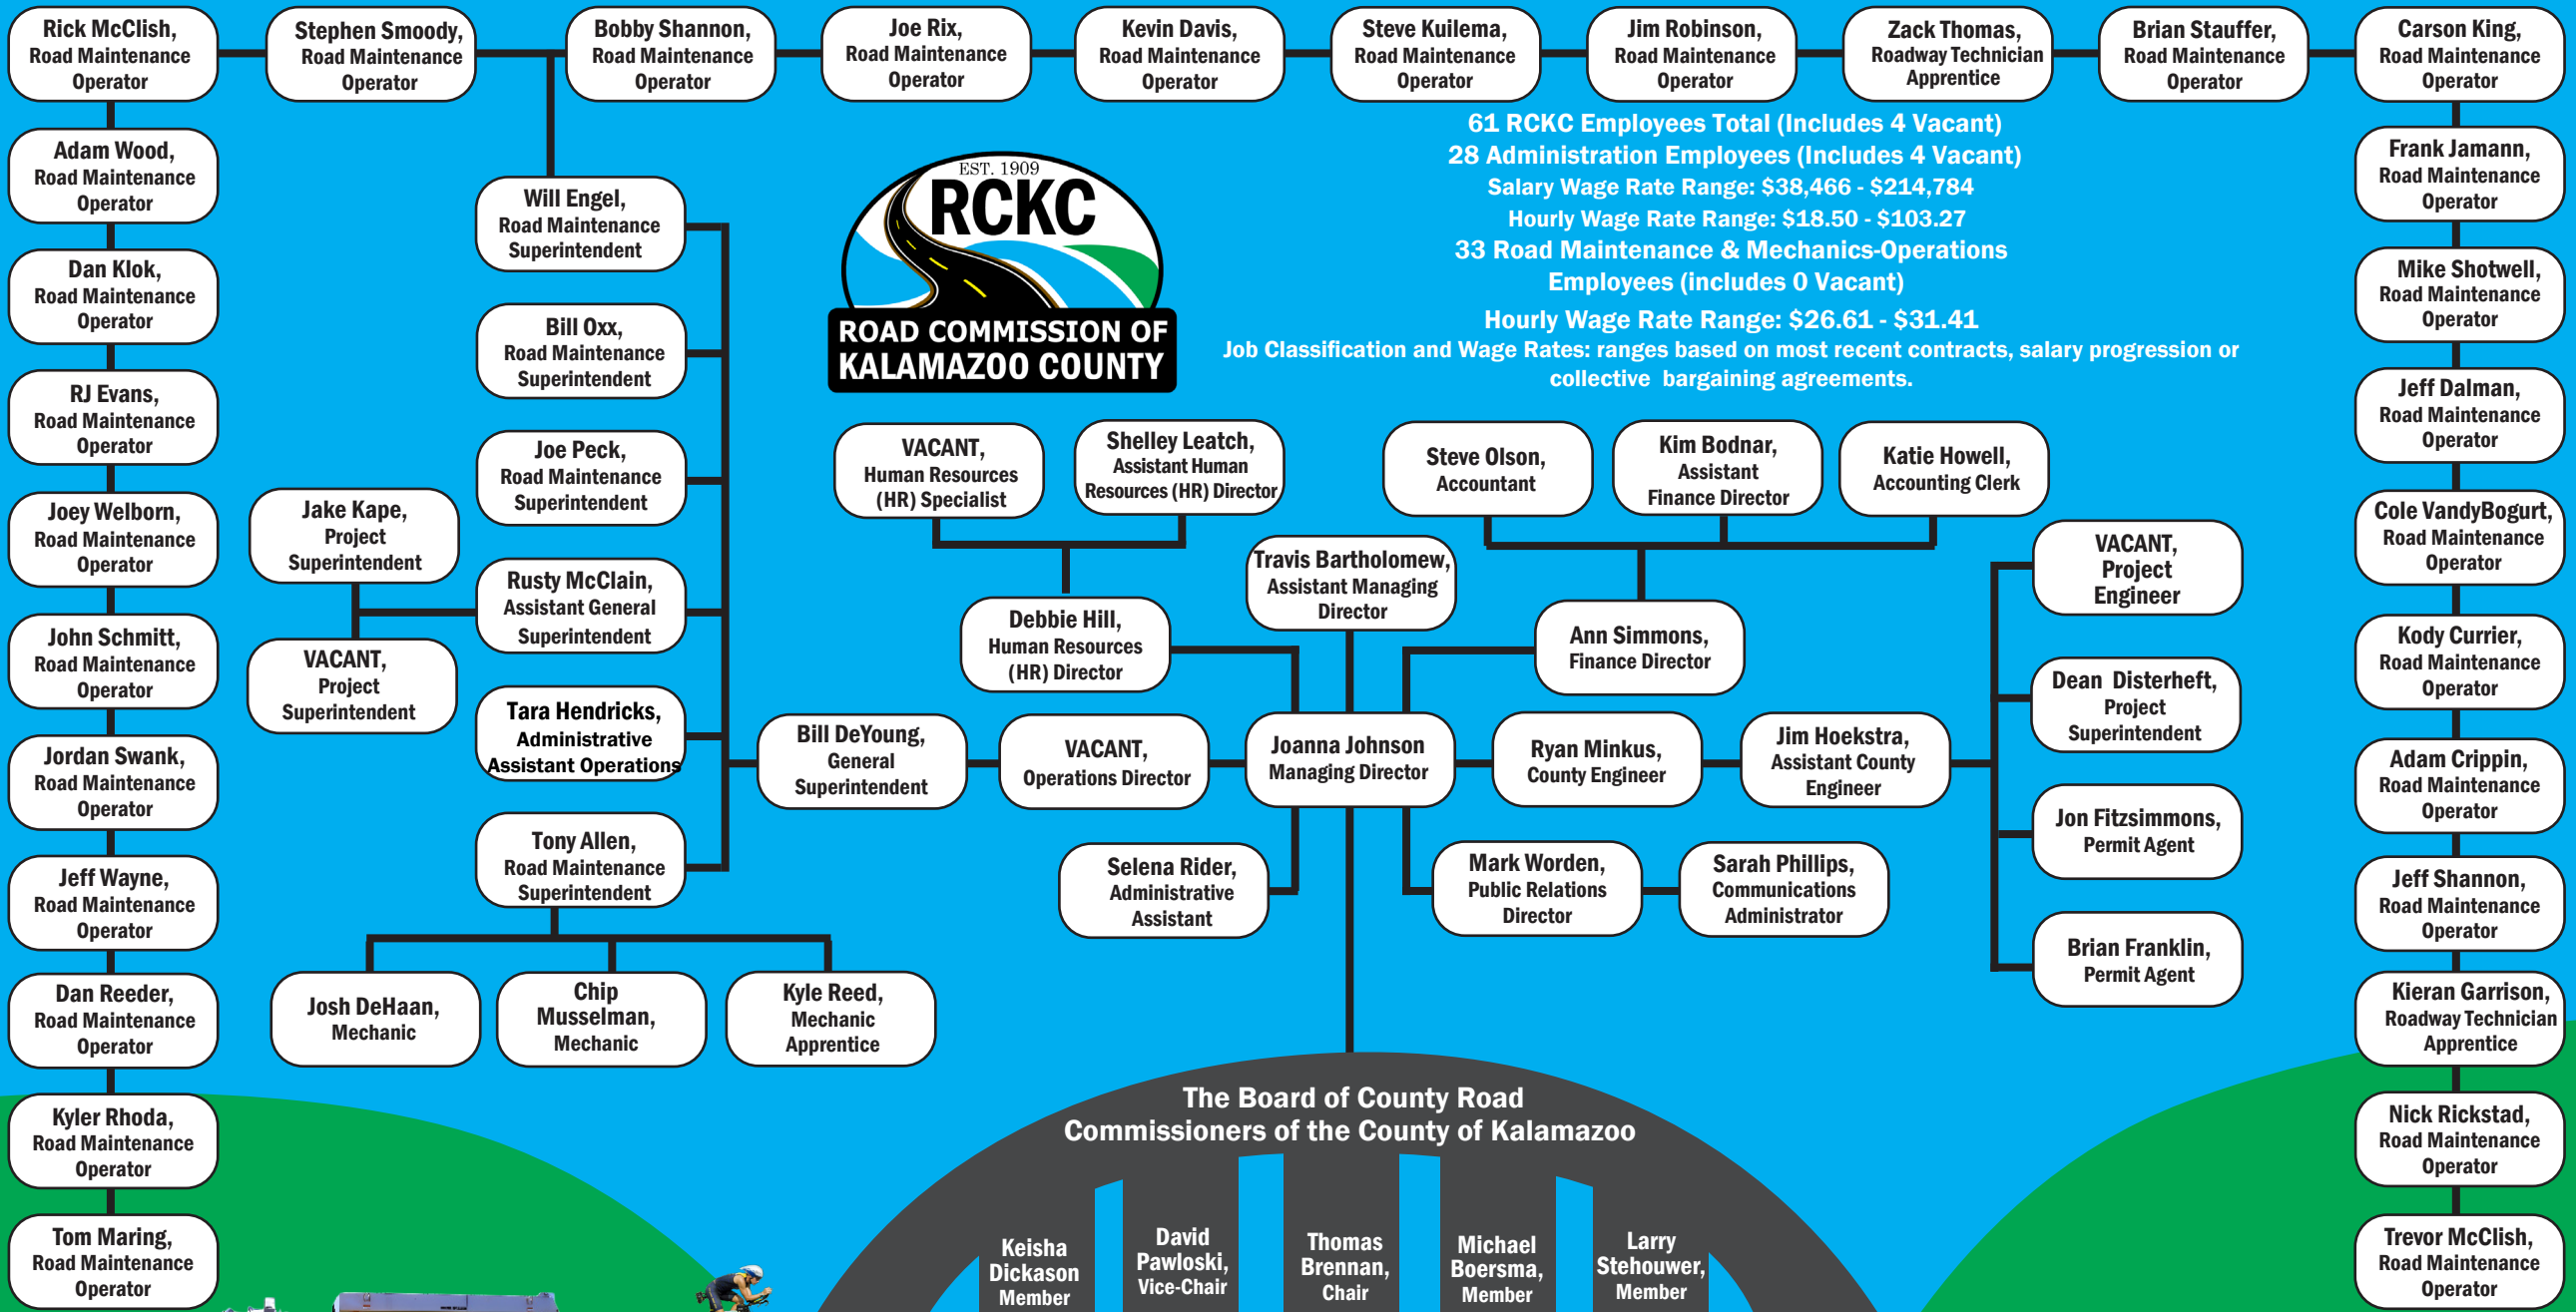 Rick McClish,
Road Maintenance
Operator
Stephen Smoody,
Road Maintenance
Operator
Bobby Shannon,
Road Maintenance
Operator
Joe Rix,
Road Maintenance
Operator
Kevin Davis,
Road Maintenance
Operator
Steve Kuilema,
Road Maintenance
Operator
Jim Robinson,
Road Maintenance
Operator
Zack Thomas,
Roadway Technician
Apprentice
Brian Stauffer,
Road Maintenance
Operator
Carson King,
Road Maintenance
Operator
Adam Wood,
Road Maintenance
Operator
Dan Klok,
Road Maintenance
Operator
RJ Evans,
Road Maintenance
Operator
Joey Welborn,
Road Maintenance
Operator
John Schmitt,
Road Maintenance
Operator
Jordan Swank,
Road Maintenance
Operator
Jeff Wayne,
Road Maintenance
Operator
Dan Reeder,
Road Maintenance
Operator
Kyler Rhoda,
Road Maintenance
Operator
Tom Maring,
Road Maintenance
Operator
Jake Kape,
Project
Superintendent
VACANT,
Project
Superintendent
Will Engel,
Road Maintenance
Superintendent
Bill Oxx,
Road Maintenance
Superintendent
Joe Peck,
Road Maintenance
Superintendent
Rusty McClain,
Assistant General
Superintendent
Tara Hendricks,
Administrative
Assistant Operations
Tony Allen,
Road Maintenance
Superintendent
Josh DeHaan,
Mechanic
Chip
Musselman,
Mechanic
Kyle Reed,
Mechanic
Apprentice
EST. 1909
RCKC
ROAD COMMISSION OF
KALAMAZOO COUNTY
61 RCKC Employees Total (Includes 4 Vacant)
28 Administration Employees (Includes 4 Vacant)
Salary Wage Rate Range: $38,466 - $214,784
Hourly Wage Rate Range: $18.50 - $103.27
33 Road Maintenance & Mechanics-Operations
Employees (includes 0 Vacant)
Hourly Wage Rate Range: $26.61 - $31.41
Job Classification and Wage Rates: ranges based on most recent contracts, salary progression or
collective bargaining agreements.
VACANT,
Human Resources
(HR) Specialist
Shelley Leatch,
Assistant Human
Resources (HR) Director
Steve Olson,
Accountant
Kim Bodnar,
Assistant
Finance Director
Katie Howell,
Accounting Clerk
Debbie Hill,
Human Resources
(HR) Director
Travis Bartholomew,
Assistant Managing
Director
Ann Simmons,
Finance Director
Bill DeYoung,
General
Superintendent
VACANT,
Operations Director
Joanna Johnson
Managing Director
Ryan Minkus,
County Engineer
Jim Hoekstra,
Assistant County
Engineer
Selena Rider,
Administrative
Assistant
Mark Worden,
Public Relations
Director
Sarah Phillips,
Communications
Administrator
VACANT,
Project
Engineer
Dean Disterheft,
Project
Superintendent
Jon Fitzsimmons,
Permit Agent
Brian Franklin,
Permit Agent
Frank Jamann,
Road Maintenance
Operator
Mike Shotwell,
Road Maintenance
Operator
Jeff Dalman,
Road Maintenance
Operator
Cole VandyBogurt,
Road Maintenance
Operator
Kody Currier,
Road Maintenance
Operator
Adam Crippin,
Road Maintenance
Operator
Jeff Shannon,
Road Maintenance
Operator
Kieran Garrison,
Roadway Technician
Apprentice
Nick Rickstad,
Road Maintenance
Operator
Trevor McClish,
Road Maintenance
Operator
The Board of County Road
Commissioners of the County of Kalamazoo
Keisha
Dickason
Member
David
Pawloski,
Vice-Chair
Thomas
Brennan,
Chair
Michael
Boersma,
Member
Larry
Stehouwer,
Member